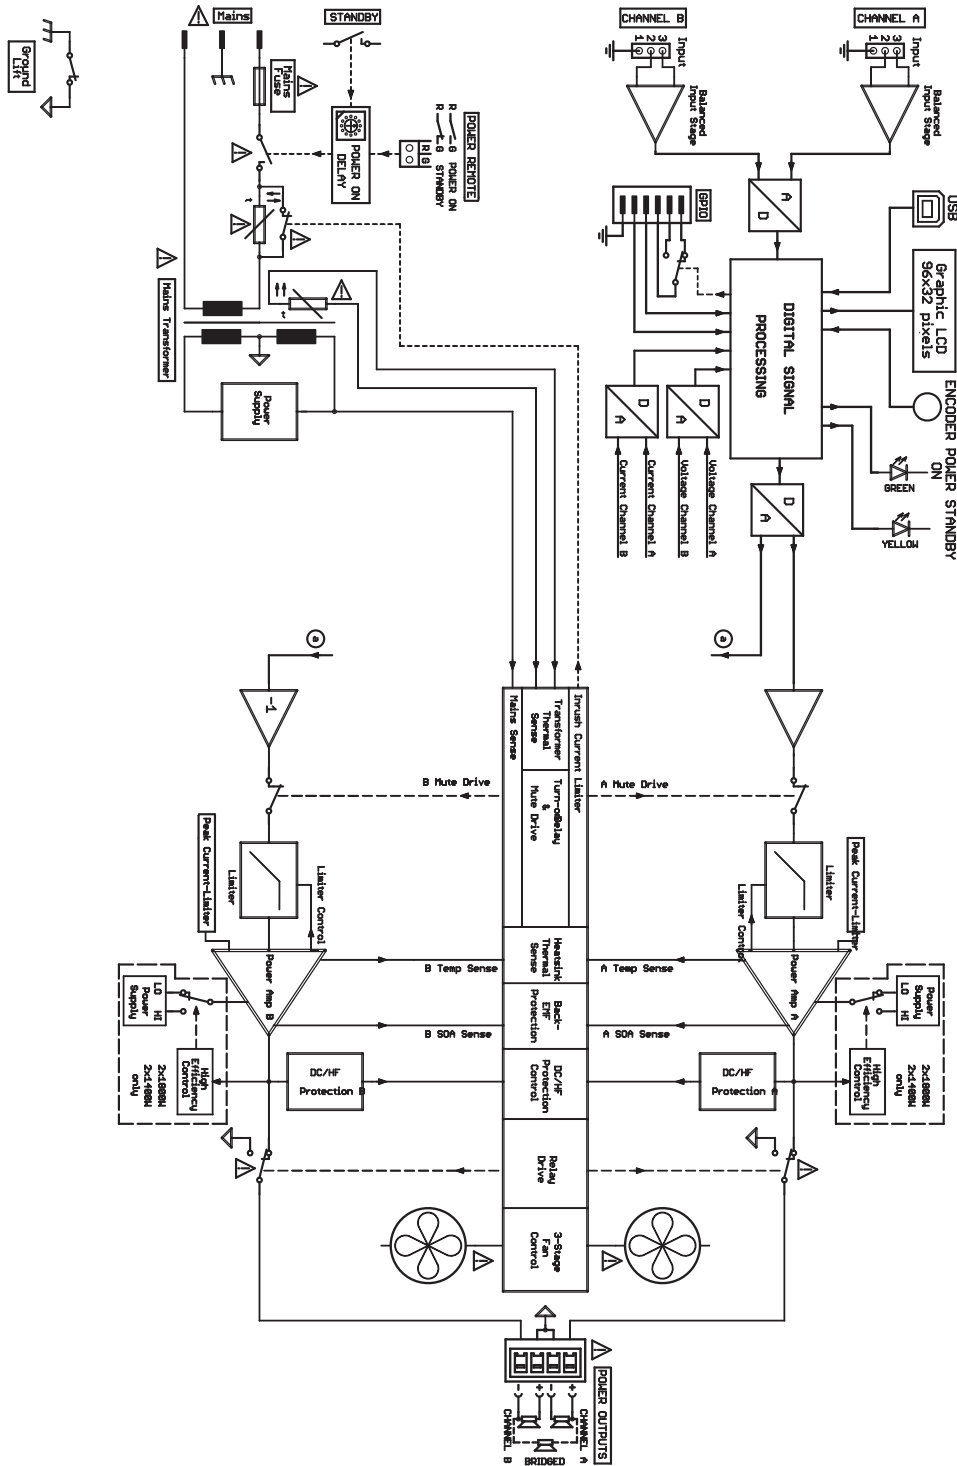 CHANNEL A
Input
3
2
1
Balanced
Input Stage
CHANNEL B
Input
3
2
1
Balanced
Input Stage
A
D
USB
Graphic LCD
96x32 pixels
ENCODER
POWER
ON
STANDBY
GREEN
YELLOW
DIGITAL SIGNAL
PROCESSING
GPIO
D
A
D
A
D
A
Voltage Channel A
Voltage Channel B
Current Channel A
Current Channel B
a
STANDBY
Mains
Mains
Fuse
POWER REMOTE
R G POWER ON
R G STANDBY
R G
POWER ON
DELAY
t
t
Mains Transformer
Power
Supply
Ground
Lift
a
-1
Inrush Current Limiter
Transformer
Thermal
Sense
Mains Sense
Turn-onDelay
&
Mute Drive
Heatsink
Thermal
Sense
Back-
EMF
Protection
DC/HF
Protection
Control
Relay
Drive
3-Stage
Fan
Control
A Mute Drive
B Mute Drive
Peak Current-Limiter
Limiter
Limiter Contgol
Power Amp A
A Temp Sense
A SOA Sense
Power
Supply
LO HI
High
Efficiency
Control
2x1800W
2x1400W
only
DC/HF
Protection A
Peak Current-Limiter
Limiter
Limiter Control
Power Amp B
B Temp Sense
B SOA Sense
LO HI
Power
Supply
High
Efficiency
Control
2x1800W
2x1400W
only
DC/HF
Protection B
POWER OUTPUTS
+
-
+
-
CHANNEL A
BRIDGED
CHANNEL B